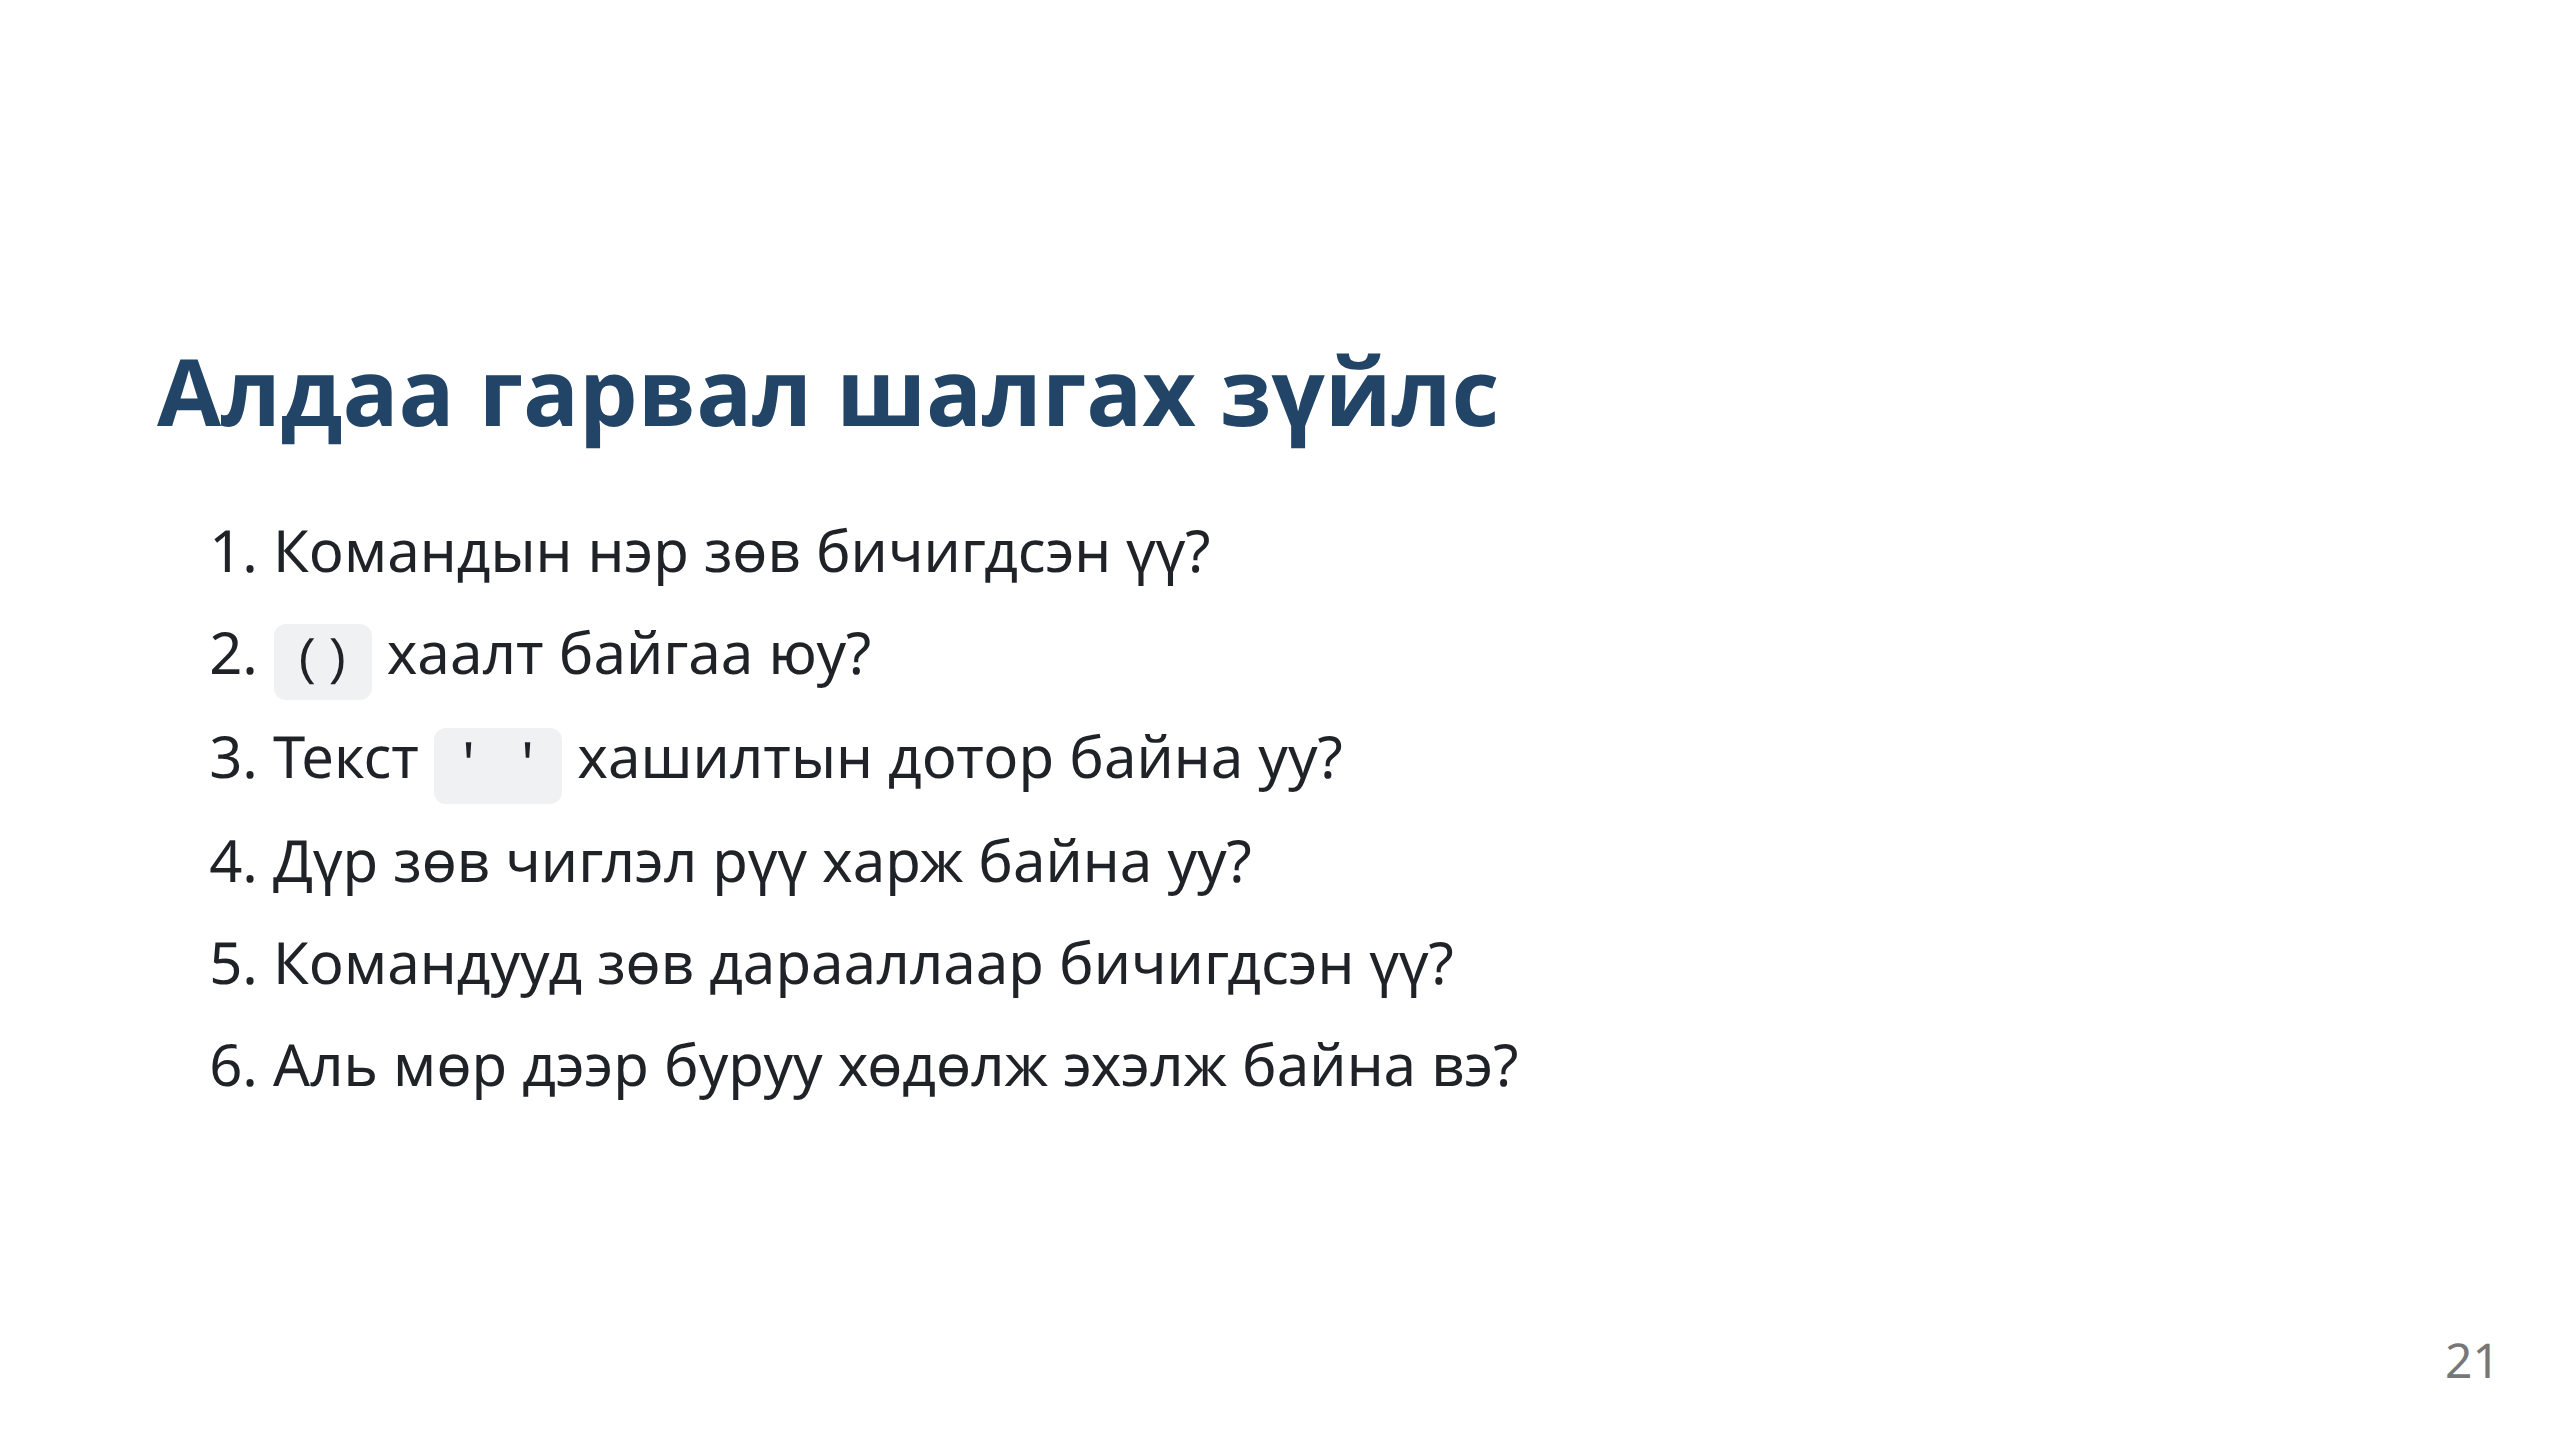 Алдаа гарвал шалгах зүйлс
1. Командын нэр зөв бичигдсэн үү?
2. () хаалт байгаа юу?
3. Текст ' ' хашилтын дотор байна уу?
4. Дүр зөв чиглэл рүү харж байна уу?
5. Командууд зөв дарааллаар бичигдсэн үү?
6. Аль мөр дээр буруу хөдөлж эхэлж байна вэ?
21